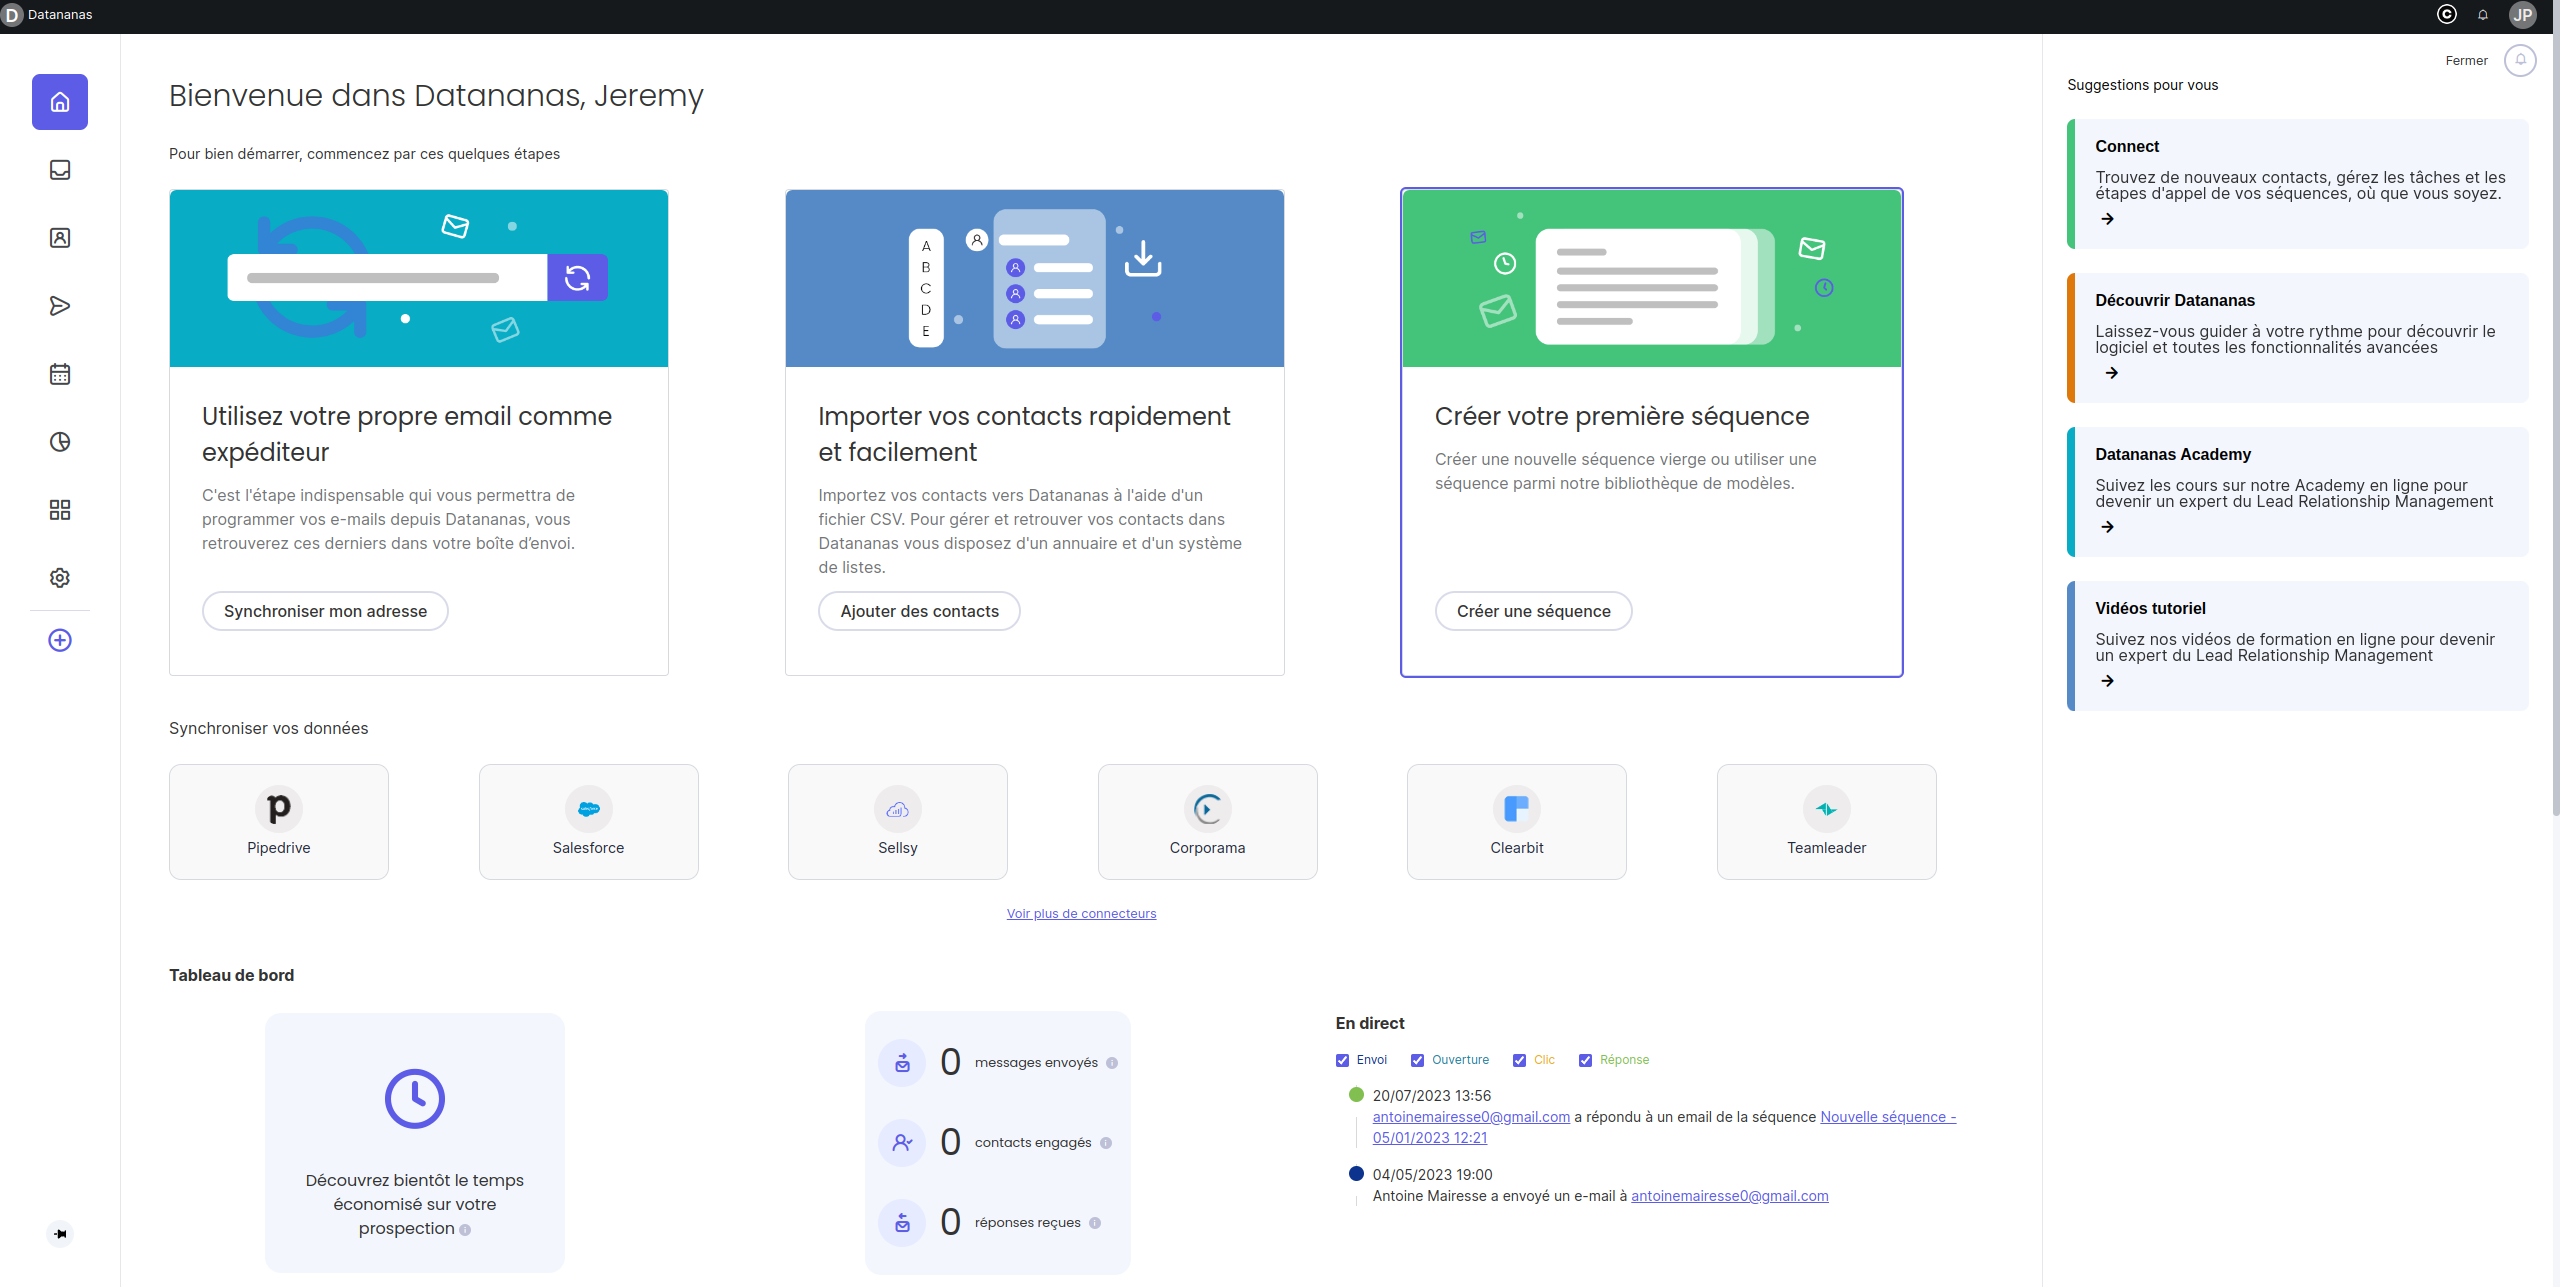 D Datananas
JP
Fermer
Bienvenue dans Datananas, Jeremy
Pour bien démarrer, commencez par ces quelques étapes
A
B
C
D
E
Utilisez votre propre email comme
expéditeur
C'est l'étape indispensable qui vous permettra de
programmer vos e-mails depuis Datananas, vous
retrouverez ces derniers dans votre boîte d'envoi.
Synchroniser mon adresse
Importer vos contacts rapidement
et facilement
Importez vos contacts vers Datananas à l'aide d'un
fichier CSV. Pour gérer et retrouver vos contacts dans
Datananas vous disposez d'un annuaire et d'un système
de listes.
Ajouter des contacts
Créer votre première séquence
Créer une nouvelle séquence vierge ou utiliser une
séquence parmi notre bibliothèque de modèles.
Créer une séquence
Synchroniser vos données
Pipedrive
Salesforce
Sellsy
Corporama
Clearbit
Teamleader
Voir plus de connecteurs
Tableau de bord
Découvrez bientôt le temps
économisé sur votre
prospection
0 messages envoyés
0 contacts engagés
0 réponses reçues
En direct
Envoi Ouverture Clic Réponse
20/07/2023 13:56
antoinemairesse0@gmail.com a répondu à un email de la séquence Nouvelle séquence -
05/01/2023 12:21
04/05/2023 19:00
Antoine Mairesse a envoyé un e-mail à antoinemairesse0@gmail.com
Suggestions pour vous
Connect
Trouvez de nouveaux contacts, gérez les tâches et les
étapes d'appel de vos séquences, où que vous soyez.
Découvrir Datananas
Laissez-vous guider à votre rythme pour découvrir le
logiciel et toutes les fonctionnalités avancées
Datananas Academy
Suivez les cours sur notre Academy en ligne pour
devenir un expert du Lead Relationship Management
Vidéos tutoriel
Suivez nos vidéos de formation en ligne pour devenir
un expert du Lead Relationship Management